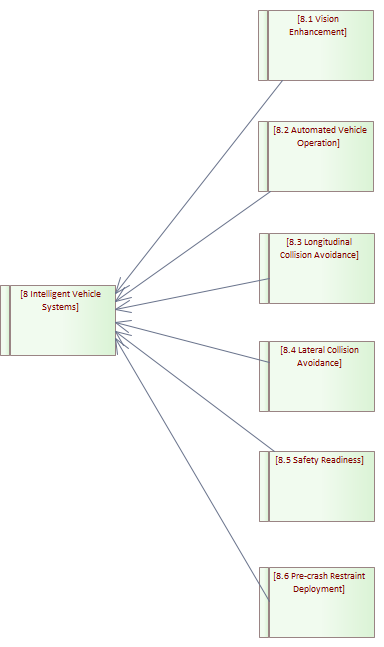 [8.1 Vision
Enhancement]
[8.2 Automated Vehicle
Operation]
[8.3 Longitudinal
Collision Avoidance]
[8 Intelligent Vehicle
Systems]
[8.4 Lateral Collision
Avoidance]
[8.5 Safety Readiness]
[8.6 Pre-crash Restraint
Deployment]